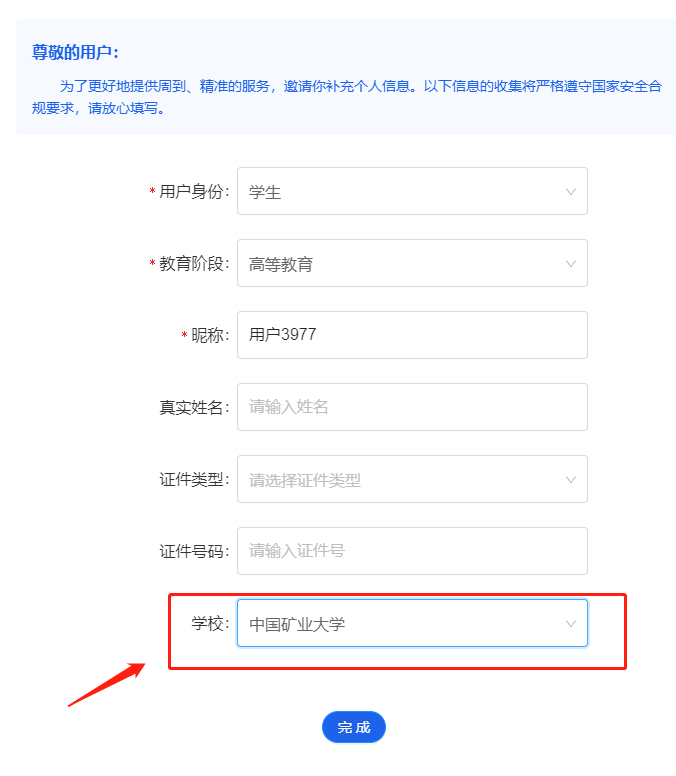 尊敬的用户：
为了更好地提供周到、精准的服务，邀请你补充个人信息。以下信息的收集将严格遵守国家安全合
规要求，请放心填写。
* 用户身份： 学生
* 教育阶段： 高等教育
* 昵称： 用户3977
真实姓名： 请输入姓名
证件类型： 请选择证件类型
证件号码： 请输入证件号
学校： 中国矿业大学
完 成